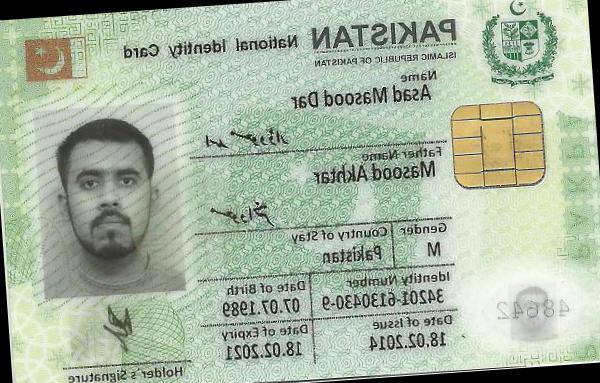 PAKISTAN National Identity Card
ISLAMIC REPUBLIC OF PAKISTAN
Name
Asad Masood Dar
Father Name
Masood Akhtar
Gender
Country of Stay
M
Pakistan
Identity Number
Date of Birth
34201-6130430-9
07.07.1989
Date of Issue
Date of Expiry
18.02.2014
18.02.2021
Holder's Signature
48642